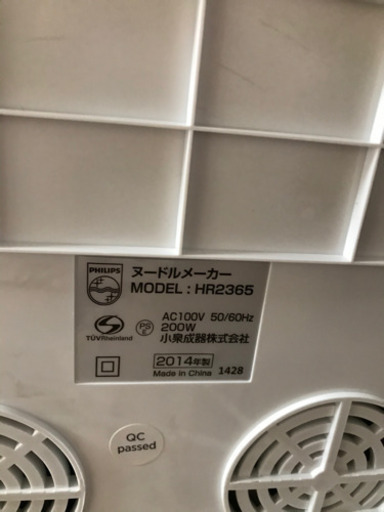 PHILIPS
ヌードルメーカー
MODEL : HR2365
AC100V 50/60Hz
200W
小泉成器株式会社
TÜVRheinland
PS
E
2014年製
Made in China 1428
QC
passed